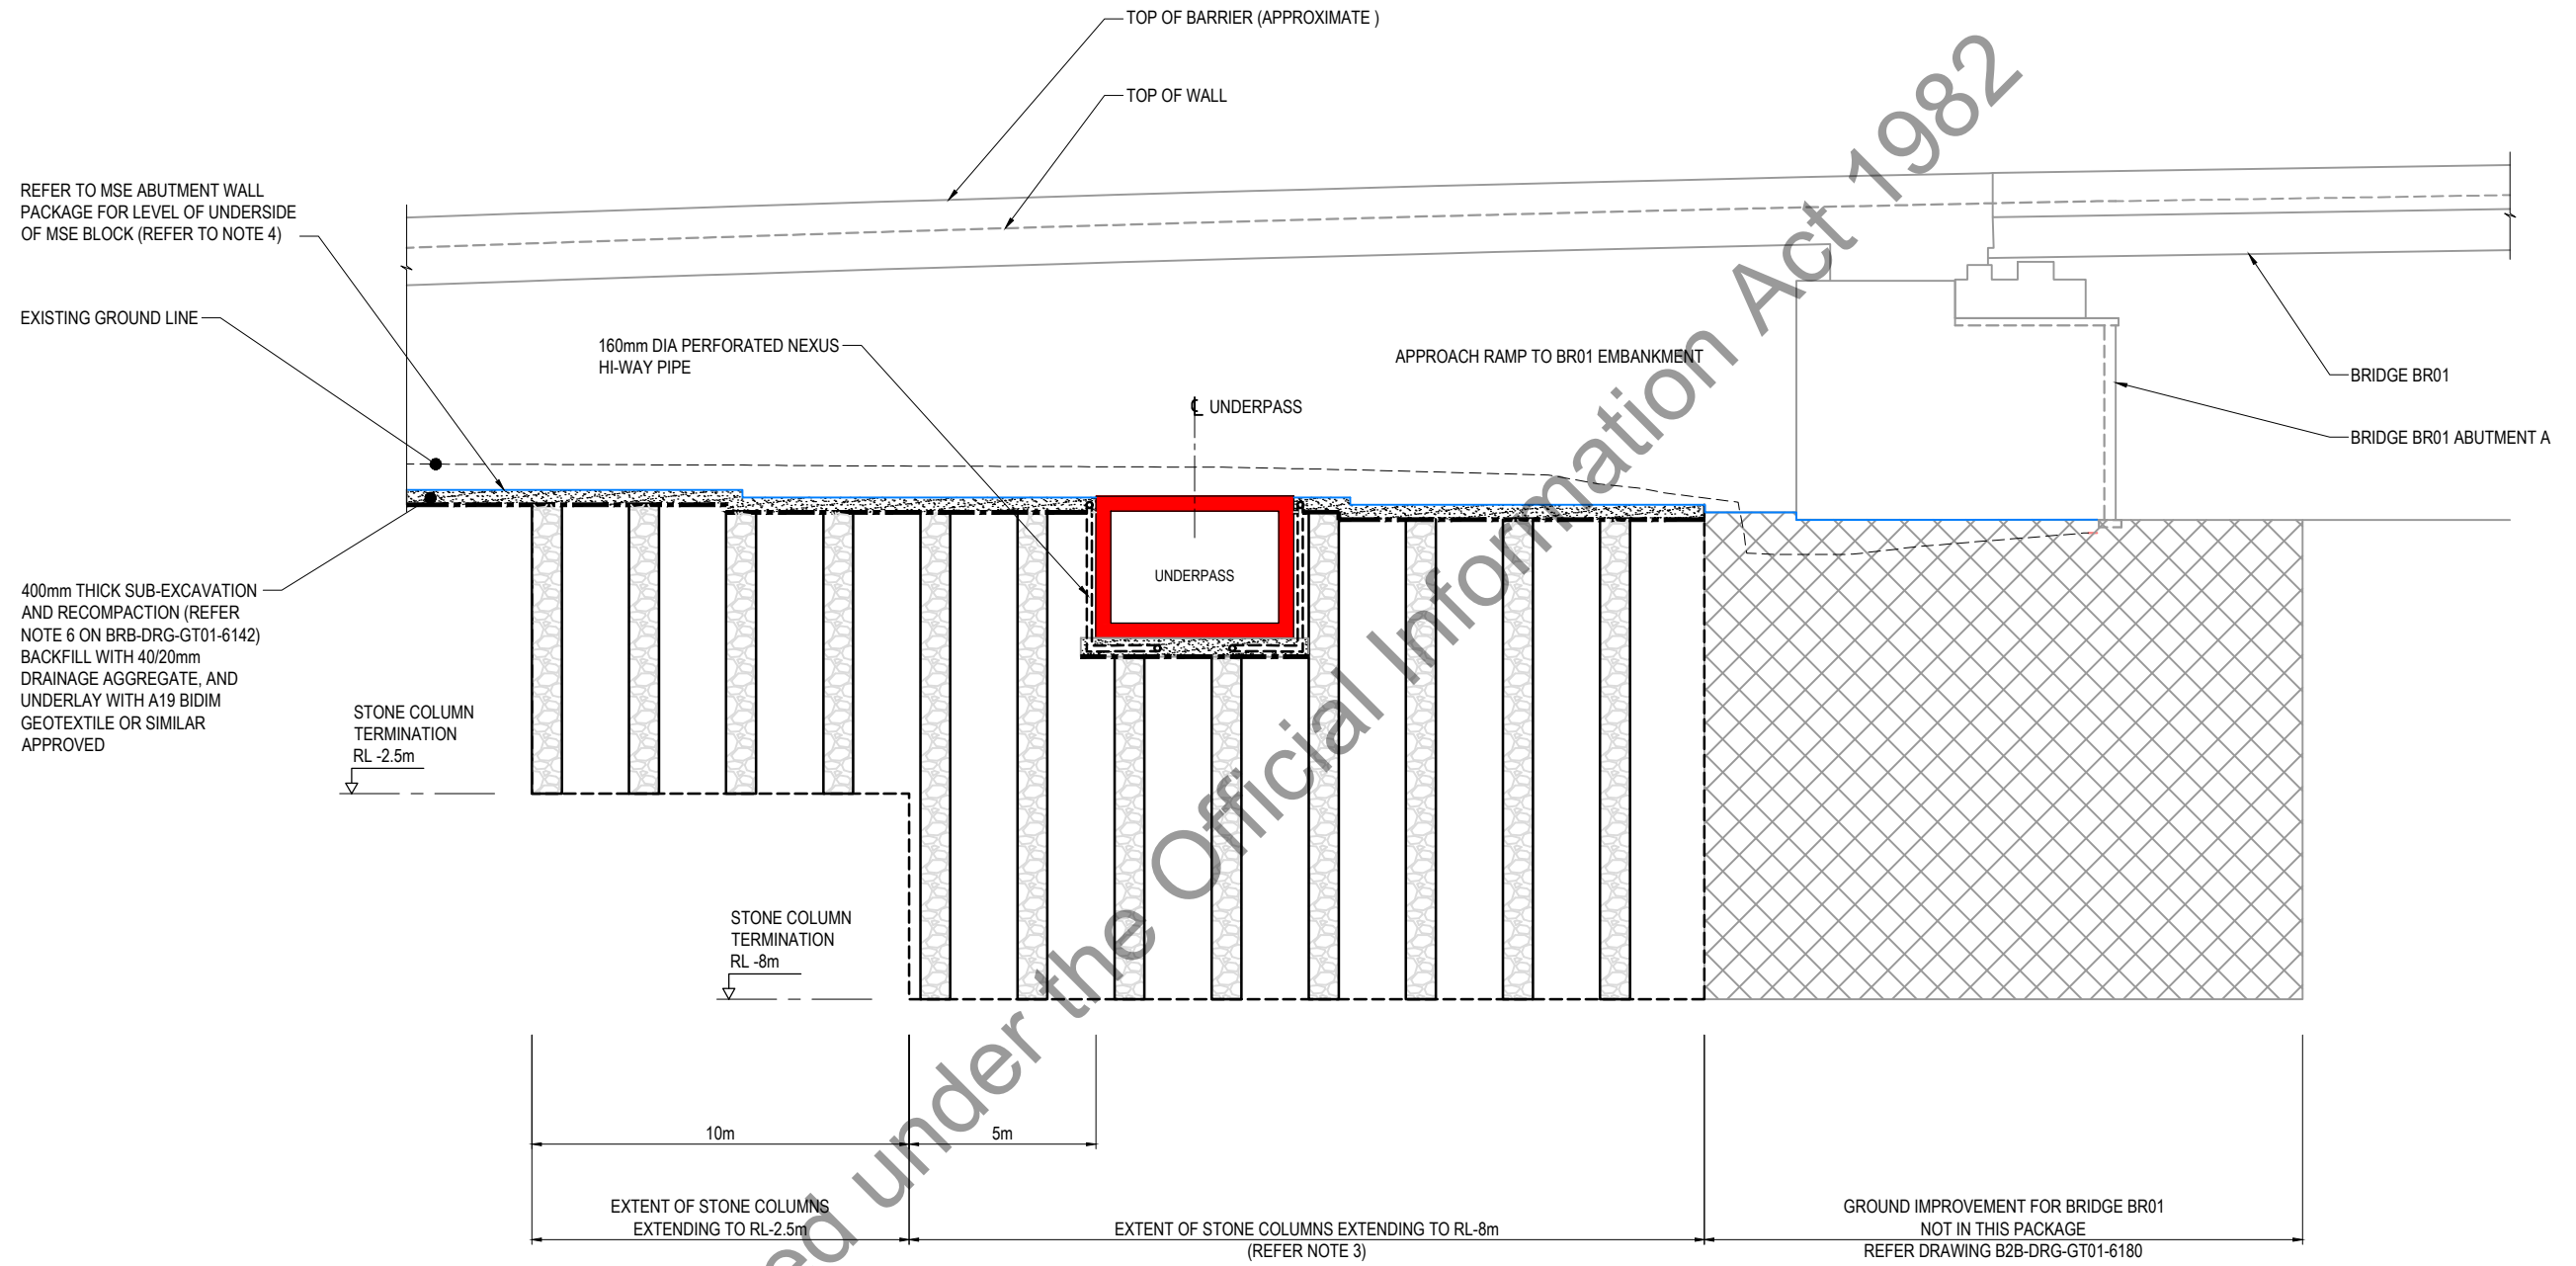 TOP OF BARRIER (APPROXIMATE )
TOP OF WALL
REFER TO MSE ABUTMENT WALL
PACKAGE FOR LEVEL OF UNDERSIDE
OF MSE BLOCK (REFER TO NOTE 4)
EXISTING GROUND LINE
160mm DIA PERFORATED NEXUS
HI-WAY PIPE
APPROACH RAMP TO BR01 EMBANKMENT
BRIDGE BR01
℄ UNDERPASS
BRIDGE BR01 ABUTMENT A
UNDERPASS
400mm THICK SUB-EXCAVATION
AND RECOMPACTION (REFER
NOTE 6 ON BRB-DRG-GT01-6142)
BACKFILL WITH 40/20mm
DRAINAGE AGGREGATE, AND
UNDERLAY WITH A19 BIDIM
GEOTEXTILE OR SIMILAR
APPROVED
STONE COLUMN
TERMINATION
RL -2.5m
STONE COLUMN
TERMINATION
RL -8m
10m
5m
EXTENT OF STONE COLUMNS
EXTENDING TO RL-2.5m
EXTENT OF STONE COLUMNS EXTENDING TO RL-8m
(REFER NOTE 3)
GROUND IMPROVEMENT FOR BRIDGE BR01
NOT IN THIS PACKAGE
REFER DRAWING B2B-DRG-GT01-6180
ed under the Official Information Act 1982